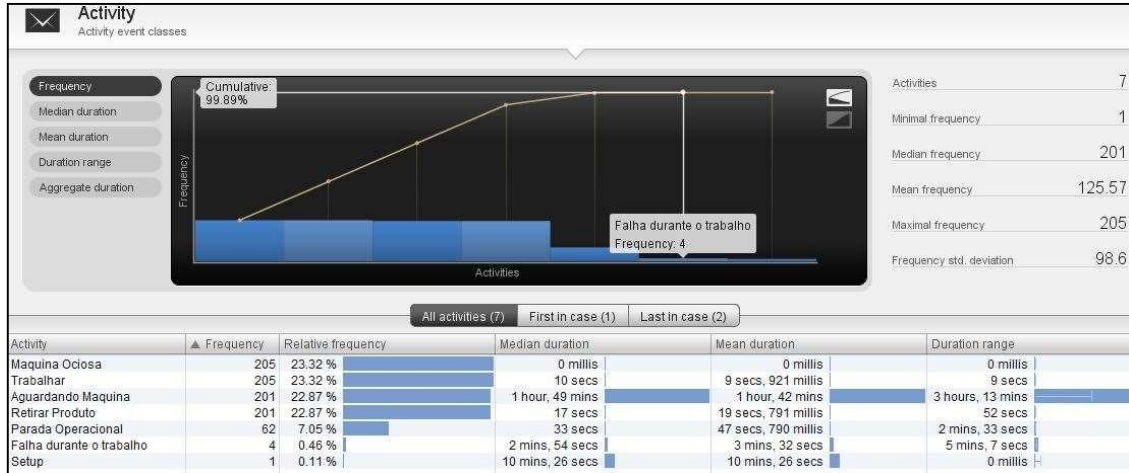 Activity
Activity event classes
Frequency
Median duration
Mean duration
Duration range
Aggregate duration
Cumulative:
99.89%
Frequency
Falha durante o trabalho
Frequency: 4
Activities
Activities 7
Minimal frequency 1
Median frequency 201
Mean frequency 125.57
Maximal frequency 205
Frequency std. deviation 98.6
All activities (7) First in case (1) Last in case (2)
Activity ▲ Frequency Relative frequency Median duration Mean duration Duration range
Maquina Ociosa 205 23.32 % 0 millis 0 millis 0 millis
Trabalhar 205 23.32 % 10 secs 9 secs, 921 millis 9 secs
Aguardando Maquina 201 22.87 % 1 hour, 49 mins 1 hour, 42 mins 3 hours, 13 mins
Retirar Produto 201 22.87 % 17 secs 19 secs, 791 millis 52 secs
Parada Operacional 62 7.05 % 33 secs 47 secs, 790 millis 2 mins, 33 secs
Falha durante o trabalho 4 0.46 % 2 mins, 54 secs 3 mins, 32 secs 5 mins, 7 secs
Setup 1 0.11 % 10 mins, 26 secs 10 mins, 26 secs 0 millis